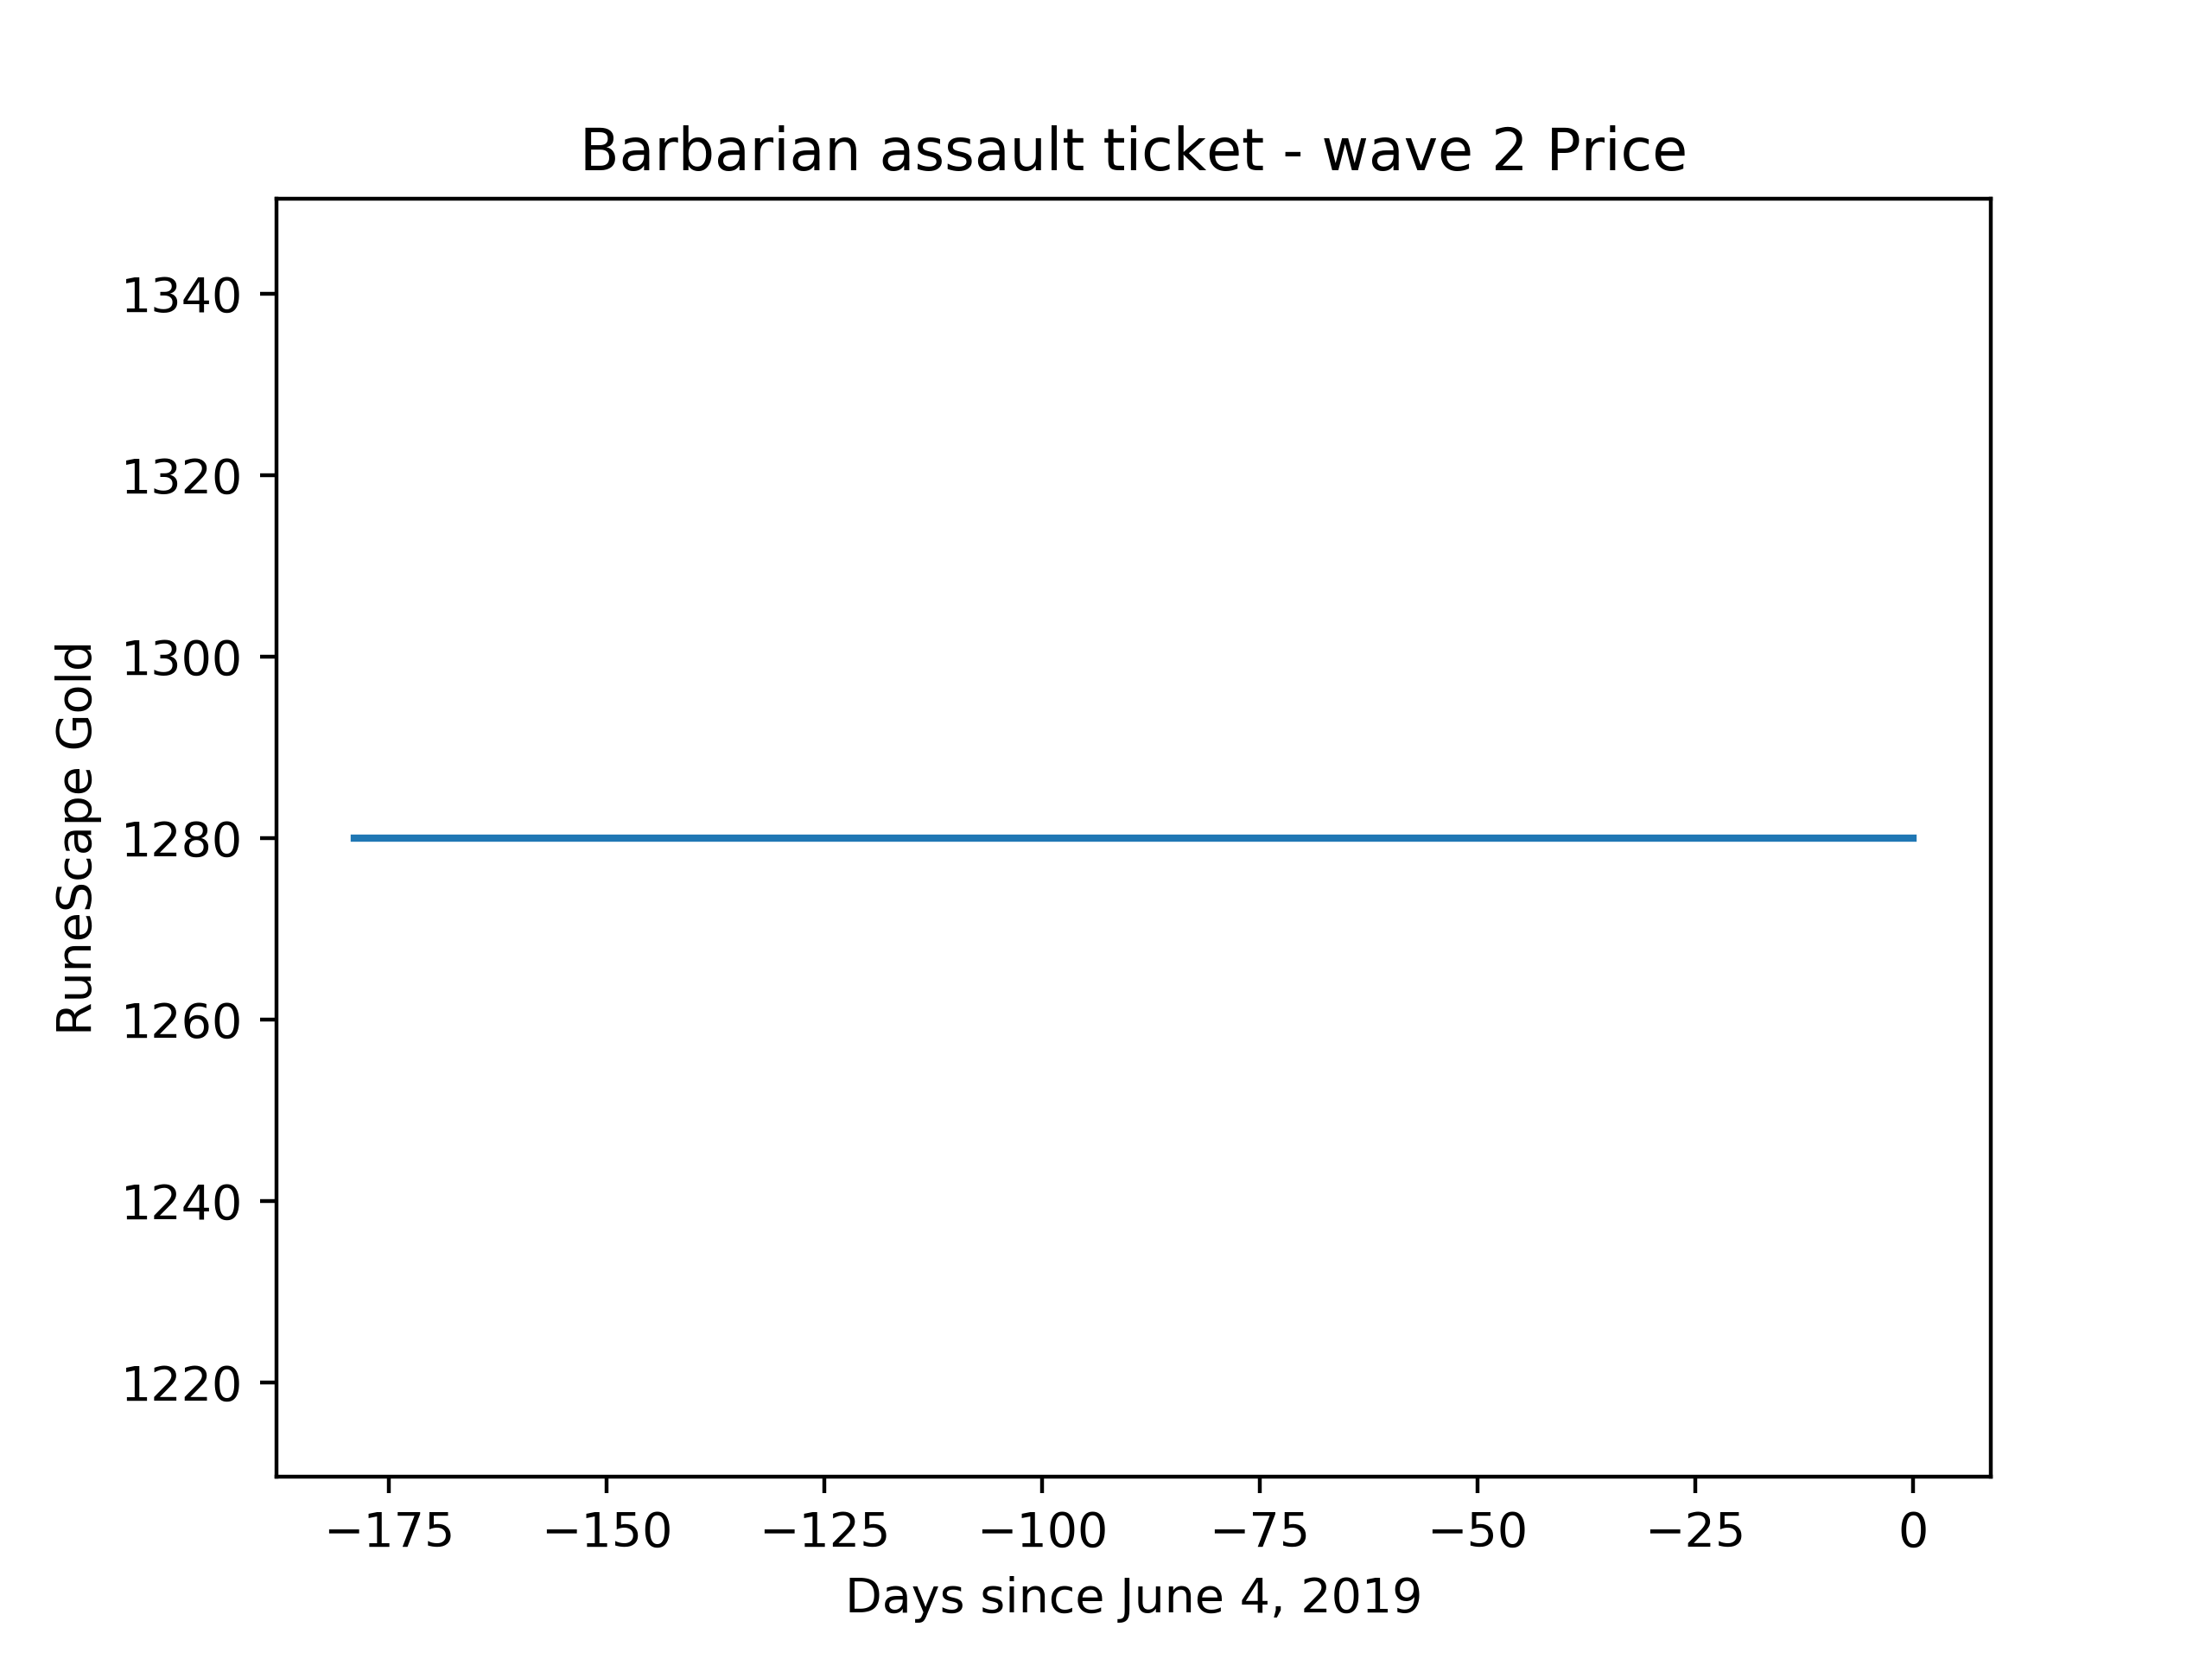 Barbarian assault ticket - wave 2 Price
RuneScape Gold
1340
1320
1300
1280
1260
1240
1220
−175 −150 −125 −100 −75 −50 −25 0
Days since June 4, 2019